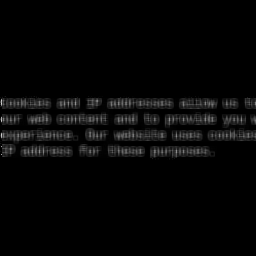 cookies and IP addresses allow us to
our web content and to provide you w
experience. Our website uses cookies
IP address for these purposes.